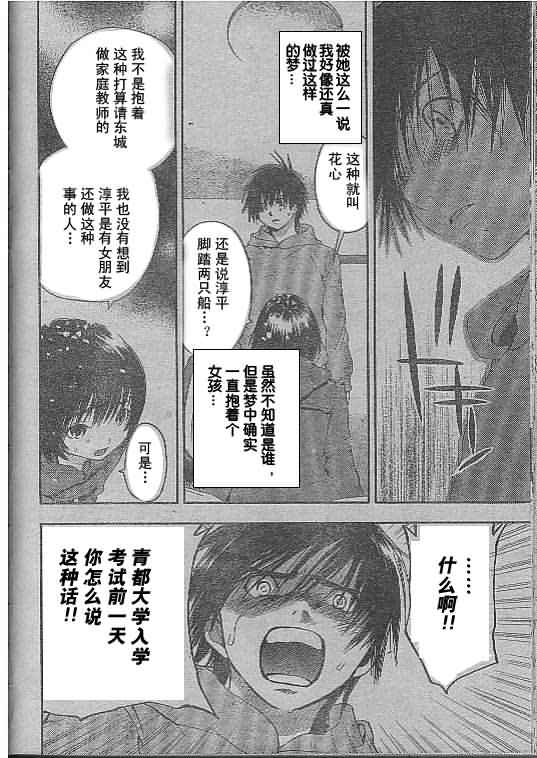 被她这么一说
我好像还真
做过这样
的梦…
这种就叫
花心
还是说淳平
脚踏两只船…?
虽然不知道是谁，
但是梦中确实
一直抱着个
女孩…
我不是抱着
这种打算请东城
做家庭教师的
我也没有想到
淳平是有女朋友
还做这种
事的人…
可是…
……
什么啊!!
青都大学入学
考试前一天
你怎么说
这种话!!